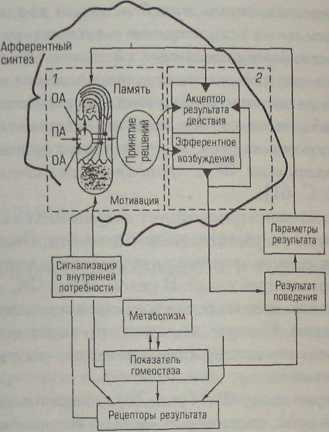 Афферентный
синтез
1
2
ОА
ПА
ОА
Память
Принятие
решений
Мотивация
Акцептор
результата
действия
Эфферентное
возбуждение
Параметры
результата
Сигнализация
о внутренней
потребности
Результат
поведения
Метаболизм
Показатель
гомеостаза
Рецепторы результата